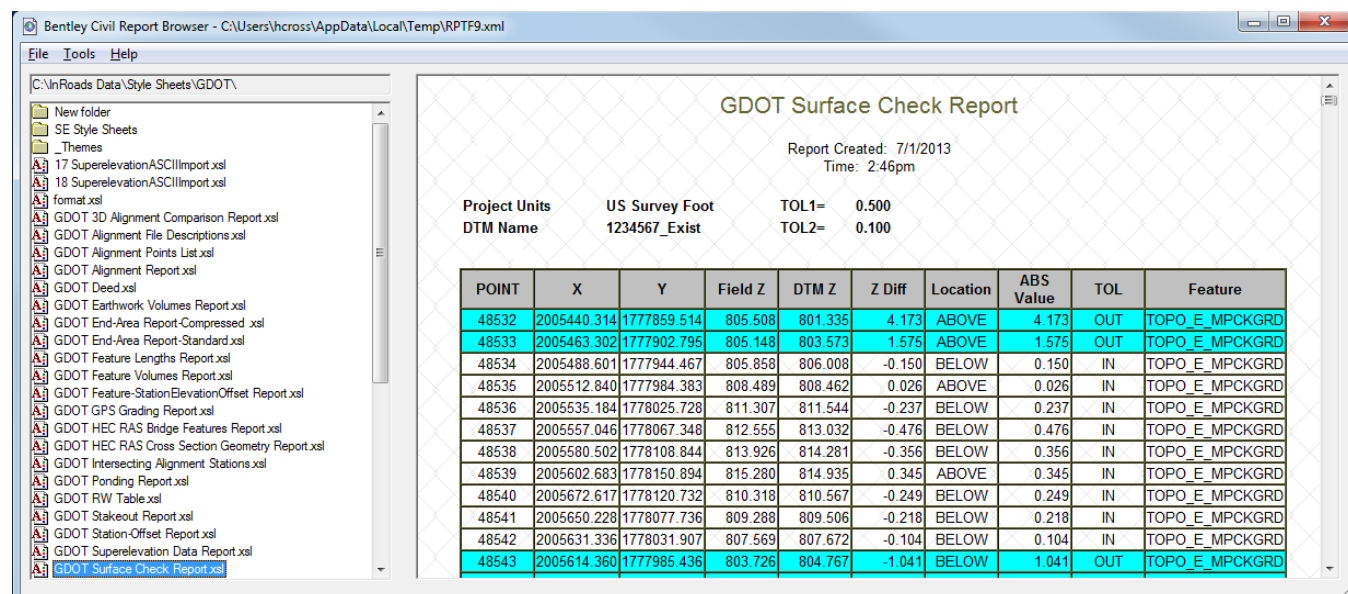 Bentley Civil Report Browser - C:\Users\hcross\AppData\Local\Temp\RPTF9.xml
File Tools Help
C:\InRoads Data\Style Sheets\GDOT\
New folder
SE Style Sheets
_Themes
17 SuperelevationASCIIImport.xsl
18 SuperelevationASCIIImport.xsl
format.xsl
GDOT 3D Alignment Comparison Report.xsl
GDOT Alignment File Descriptions.xsl
GDOT Alignment Points List.xsl
GDOT Alignment Report.xsl
GDOT Deed.xsl
GDOT Earthwork Volumes Report.xsl
GDOT End-Area Report-Compressed .xsl
GDOT End-Area Report-Standard.xsl
GDOT Feature Lengths Report.xsl
GDOT Feature Volumes Report.xsl
GDOT Feature-StationElevationOffset Report.xsl
GDOT GPS Grading Report.xsl
GDOT HEC RAS Bridge Features Report.xsl
GDOT HEC RAS Cross Section Geometry Report.xsl
GDOT Intersecting Alignment Stations.xsl
GDOT Ponding Report.xsl
GDOT RW Table.xsl
GDOT Stakeout Report.xsl
GDOT Station-Offset Report.xsl
GDOT Superelevation Data Report.xsl
GDOT Surface Check Report.xsl
GDOT Surface Check Report
Report Created: 7/1/2013
Time: 2:46pm
Project Units US Survey Foot TOL1= 0.500
DTM Name 1234567_Exist TOL2= 0.100
POINT X Y Field Z DTM Z Z Diff Location ABS Value TOL Feature
48532 2005440.314 1777859.514 805.508 801.335 4.173 ABOVE 4.173 OUT TOPO_E_MPCKGRD
48533 2005463.302 1777902.795 805.148 803.573 1.575 ABOVE 1.575 OUT TOPO_E_MPCKGRD
48534 2005488.601 1777944.467 805.858 806.008 -0.150 BELOW 0.150 IN TOPO_E_MPCKGRD
48535 2005512.840 1777984.383 808.489 808.462 0.026 ABOVE 0.026 IN TOPO_E_MPCKGRD
48536 2005535.184 1778025.728 811.307 811.544 -0.237 BELOW 0.237 IN TOPO_E_MPCKGRD
48537 2005557.046 1778067.348 812.555 813.032 -0.476 BELOW 0.476 IN TOPO_E_MPCKGRD
48538 2005580.502 1778108.844 813.926 814.281 -0.356 BELOW 0.356 IN TOPO_E_MPCKGRD
48539 2005602.683 1778150.894 815.280 814.935 0.345 ABOVE 0.345 IN TOPO_E_MPCKGRD
48540 2005672.617 1778120.732 810.318 810.567 -0.249 BELOW 0.249 IN TOPO_E_MPCKGRD
48541 2005650.228 1778077.736 809.288 809.506 -0.218 BELOW 0.218 IN TOPO_E_MPCKGRD
48542 2005631.336 1778031.907 807.569 807.672 -0.104 BELOW 0.104 IN TOPO_E_MPCKGRD
48543 2005614.360 1777985.436 803.726 804.767 -1.041 BELOW 1.041 OUT TOPO_E_MPCKGRD